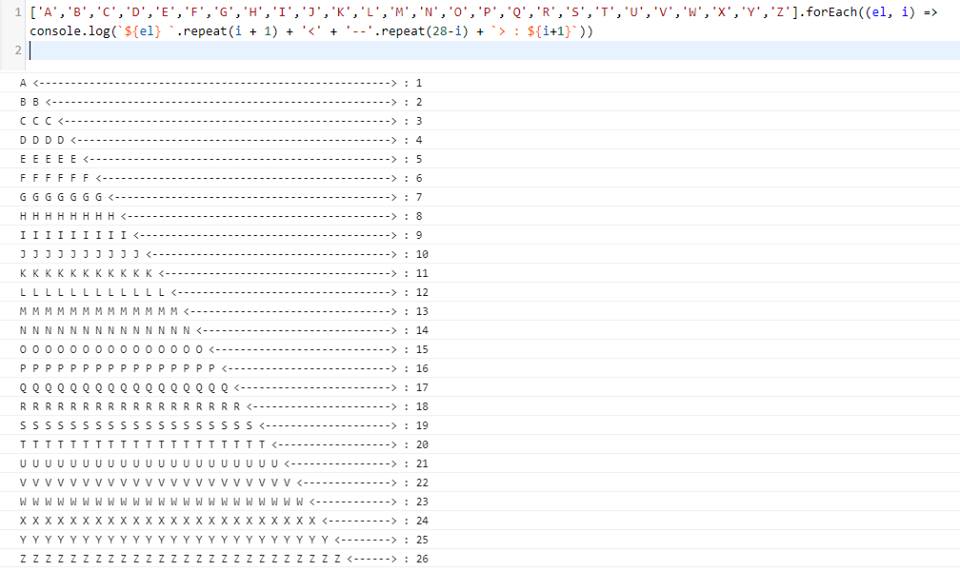 1 ['A','B','C','D','E','F','G','H','I','J','K','L','M','N','O','P','Q','R','S','T','U','V','W','X','Y','Z'].forEach((el, i) =>
console.log(`${el} `.repeat(i + 1) + '<' + '--'.repeat(28-i) + `> : ${i+1}`))
2
A <--------------------------------------------------------> : 1
B B <------------------------------------------------------> : 2
C C C <----------------------------------------------------> : 3
D D D D <--------------------------------------------------> : 4
E E E E E <------------------------------------------------> : 5
F F F F F F <----------------------------------------------> : 6
G G G G G G G <--------------------------------------------> : 7
H H H H H H H H <------------------------------------------> : 8
I I I I I I I I I <----------------------------------------> : 9
J J J J J J J J J J <--------------------------------------> : 10
K K K K K K K K K K K <------------------------------------> : 11
L L L L L L L L L L L L <----------------------------------> : 12
M M M M M M M M M M M M M <--------------------------------> : 13
N N N N N N N N N N N N N N <------------------------------> : 14
O O O O O O O O O O O O O O O <----------------------------> : 15
P P P P P P P P P P P P P P P P <--------------------------> : 16
Q Q Q Q Q Q Q Q Q Q Q Q Q Q Q Q Q <------------------------> : 17
R R R R R R R R R R R R R R R R R R <----------------------> : 18
S S S S S S S S S S S S S S S S S S S <--------------------> : 19
T T T T T T T T T T T T T T T T T T T T <------------------> : 20
U U U U U U U U U U U U U U U U U U U U U <----------------> : 21
V V V V V V V V V V V V V V V V V V V V V V <--------------> : 22
W W W W W W W W W W W W W W W W W W W W W W W <------------> : 23
X X X X X X X X X X X X X X X X X X X X X X X X <----------> : 24
Y Y Y Y Y Y Y Y Y Y Y Y Y Y Y Y Y Y Y Y Y Y Y Y Y <--------> : 25
Z Z Z Z Z Z Z Z Z Z Z Z Z Z Z Z Z Z Z Z Z Z Z Z Z Z <------> : 26